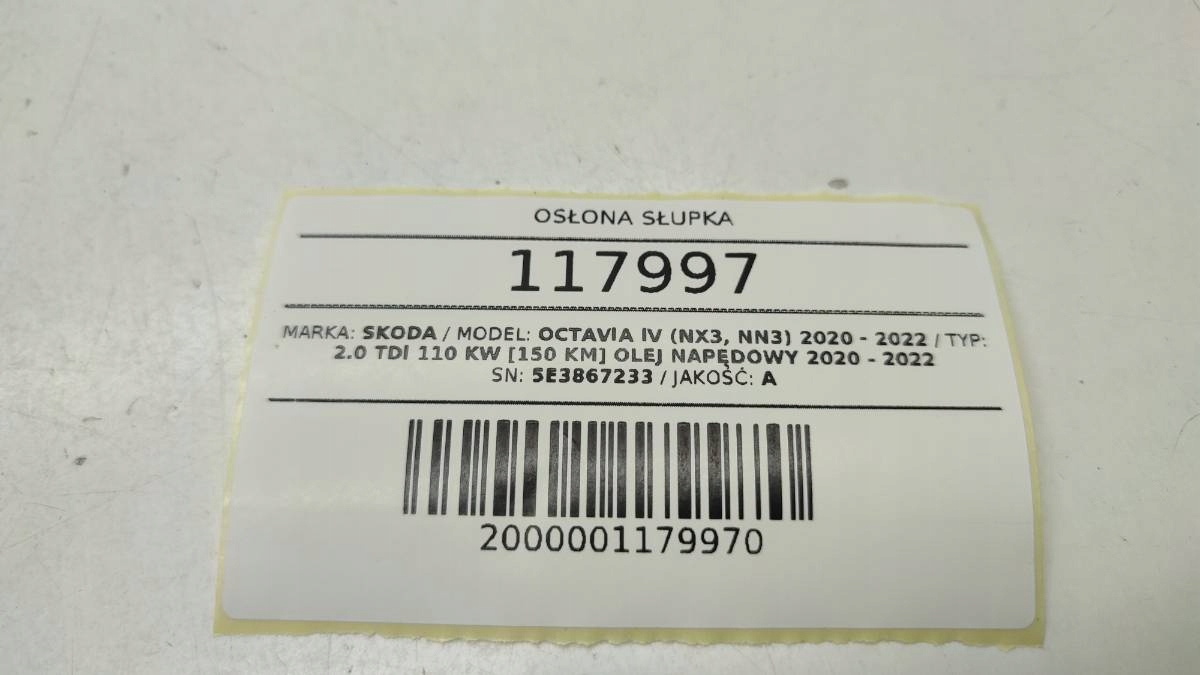 OSŁONA SŁUPKA
117997
MARKA: SKODA / MODEL: OCTAVIA IV (NX3, NN3) 2020 - 2022 / TYP:
2.0 TDI 110 KW [150 KM] OLEJ NAPĘDOWY 2020 - 2022
SN: 5E3867233 / JAKOŚĆ: A
2000001179970